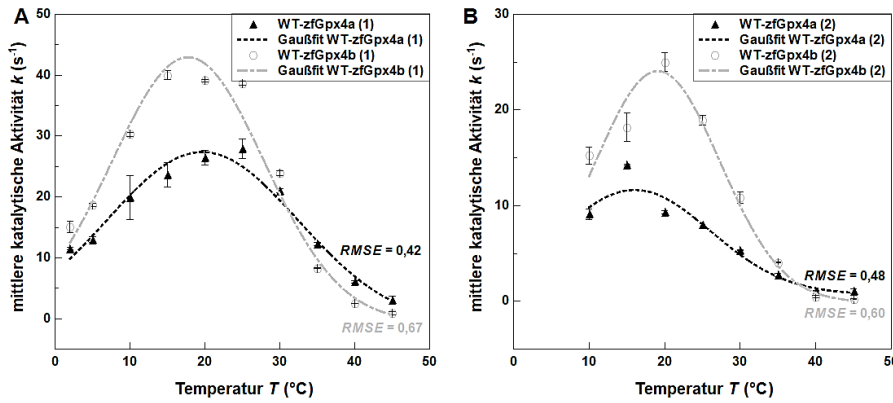 A
WT-zfGpx4a (1)
Gaußfit WT-zfGpx4a (1)
WT-zfGpx4b (1)
Gaußfit WT-zfGpx4b (1)
mittlere katalytische Aktivität k (s⁻¹)
50
40
30
20
10
0
RMSE = 0,42
RMSE = 0,67
0 10 20 30 40 50
Temperatur T (°C)
B
WT-zfGpx4a (2)
Gaußfit WT-zfGpx4a (2)
WT-zfGpx4b (2)
Gaußfit WT-zfGpx4b (2)
mittlere katalytische Aktivität k (s⁻¹)
30
20
10
0
RMSE = 0,48
RMSE = 0,60
0 10 20 30 40 50
Temperatur T (°C)